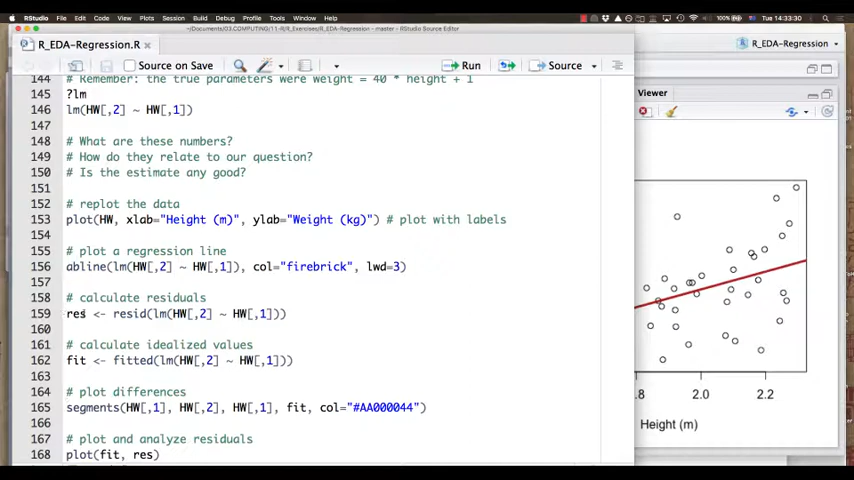 RStudio File Edit Code View Plots Session Build Debug Profile Tools Window Help 100% Tue 14:33:30
~/Documents/03.COMPUTING/11-R/R_Exercises/R_EDA-Regression - master - RStudio Source Editor
R_EDA-Regression.R
R_EDA-Regression
Source on Save Run Source
Viewer
144 # Remember: the true parameters were weight = 40 * height + 1
145 ?lm
146 lm(HW[,2] ~ HW[,1])
147
148 # What are these numbers?
149 # How do they relate to our question?
150 # Is the estimate any good?
151
152 # replot the data
153 plot(HW, xlab="Height (m)", ylab="Weight (kg)") # plot with labels
154
155 # plot a regression line
156 abline(lm(HW[,2] ~ HW[,1]), col="firebrick", lwd=3)
157
158 # calculate residuals
159 res <- resid(lm(HW[,2] ~ HW[,1]))
160
161 # calculate idealized values
162 fit <- fitted(lm(HW[,2] ~ HW[,1]))
163
164 # plot differences
165 segments(HW[,1], HW[,2], HW[,1], fit, col="#AA000044")
166
167 # plot and analyze residuals
168 plot(fit, res)
.8 2.0 2.2
Height (m)